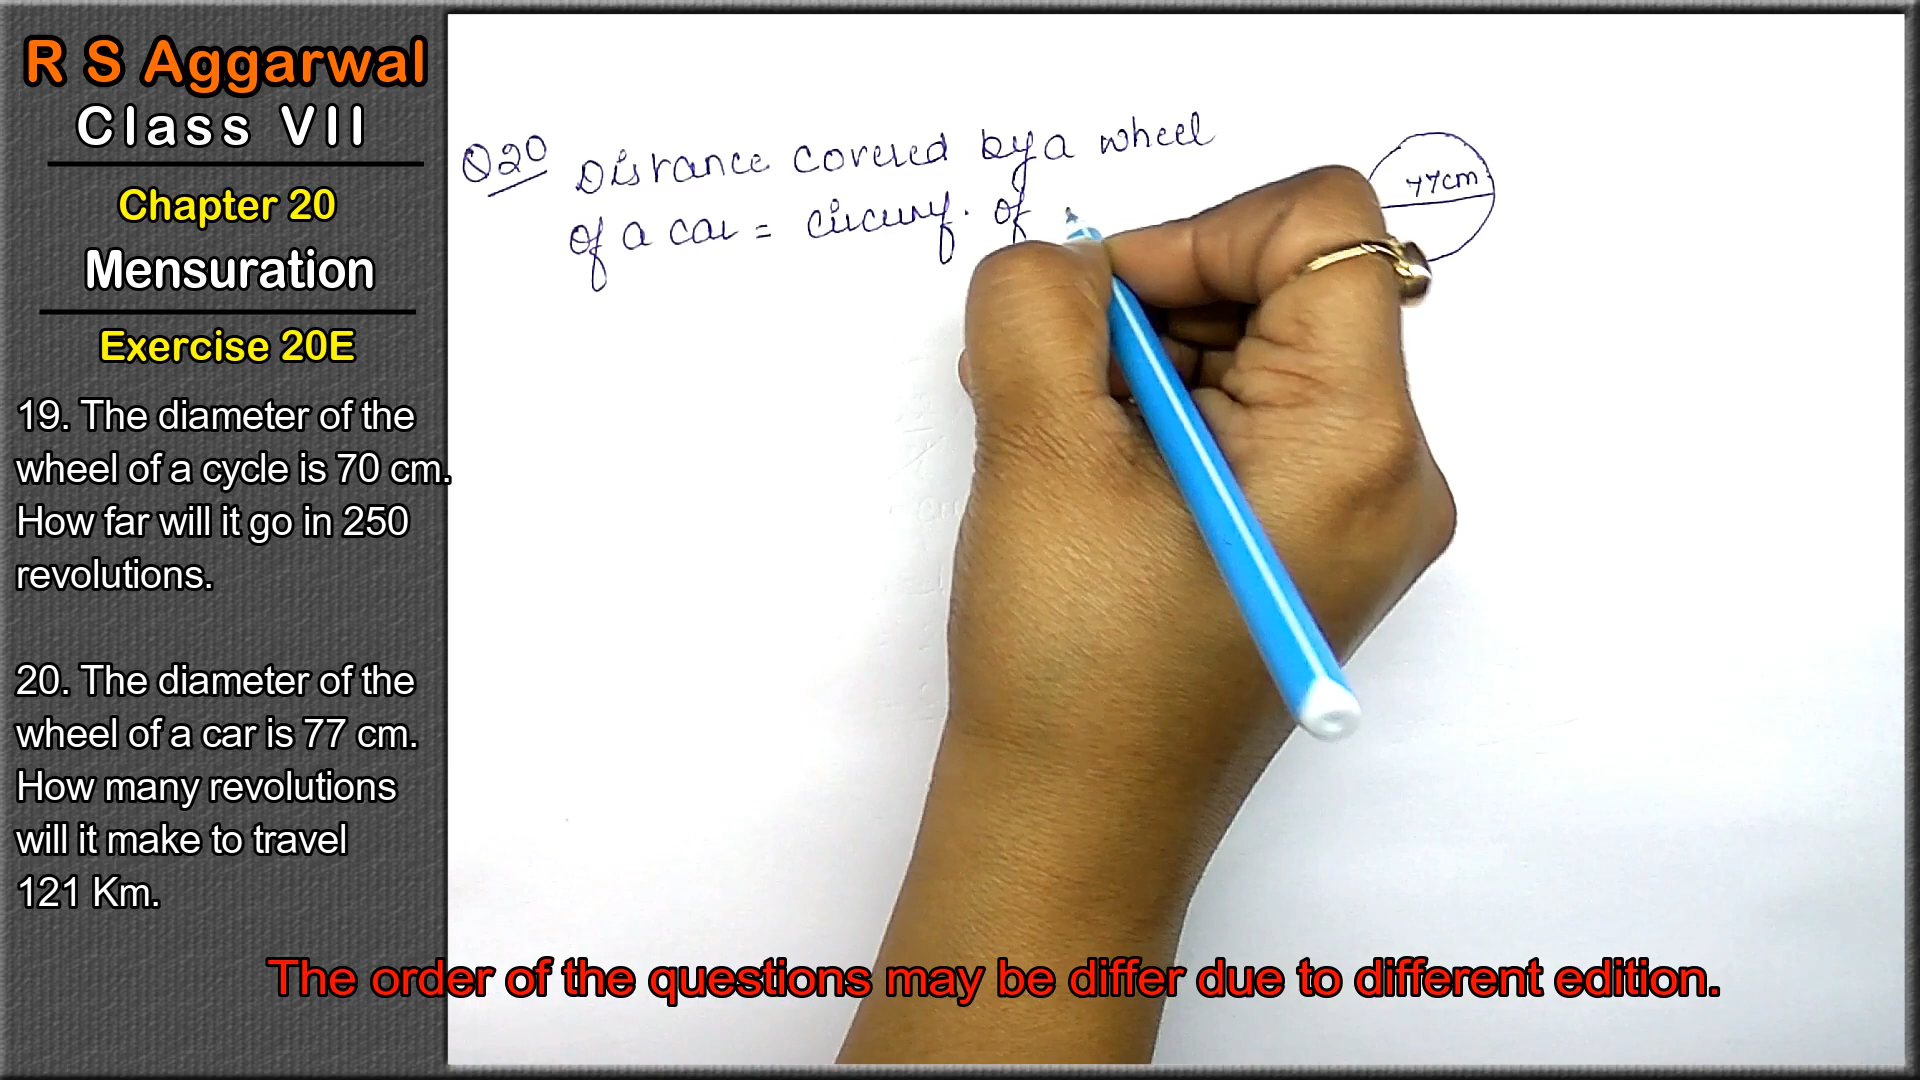 R S Aggarwal
Class VII
Chapter 20
Mensuration
Exercise 20E
19. The diameter of the
wheel of a cycle is 70 cm.
How far will it go in 250
revolutions.
20. The diameter of the
wheel of a car is 77 cm.
How many revolutions
will it make to travel
121 Km.
Q20 Distance covered by a wheel
of a car = circumf. of
77cm
The order of the questions may be differ due to different edition.